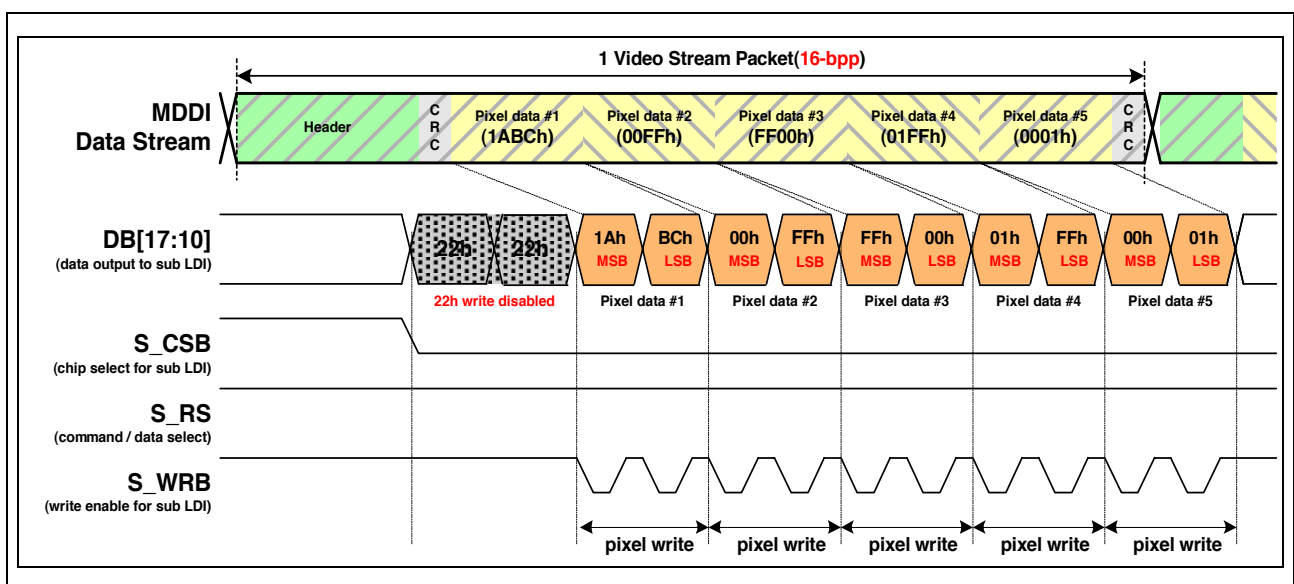 1 Video Stream Packet(16-bpp)
MDDI
Data Stream
Header
C
R
C
Pixel data #1
(1ABCh)
Pixel data #2
(00FFh)
Pixel data #3
(FF00h)
Pixel data #4
(01FFh)
Pixel data #5
(0001h)
C
R
C
DB[17:10]
(data output to sub LDI)
22h 22h
1Ah BCh 00h FFh FFh 00h 01h FFh 00h 01h
MSB LSB MSB LSB MSB LSB MSB LSB MSB LSB
22h write disabled Pixel data #1 Pixel data #2 Pixel data #3 Pixel data #4 Pixel data #5
S_CSB
(chip select for sub LDI)
S_RS
(command / data select)
S_WRB
(write enable for sub LDI)
pixel write pixel write pixel write pixel write pixel write